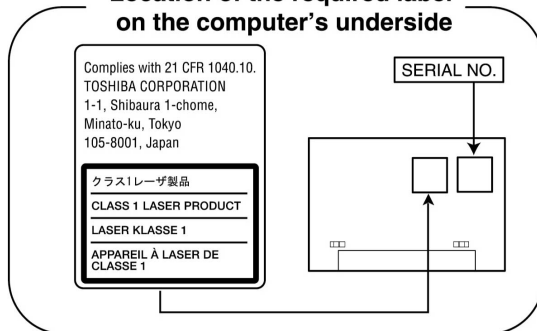 Location of the required label
on the computer's underside
Complies with 21 CFR 1040.10.
TOSHIBA CORPORATION
1-1, Shibaura 1-chome,
Minato-ku, Tokyo
105-8001, Japan
クラス1レーザ製品
CLASS 1 LASER PRODUCT
LASER KLASSE 1
APPAREIL À LASER DE
CLASSE 1
SERIAL NO.